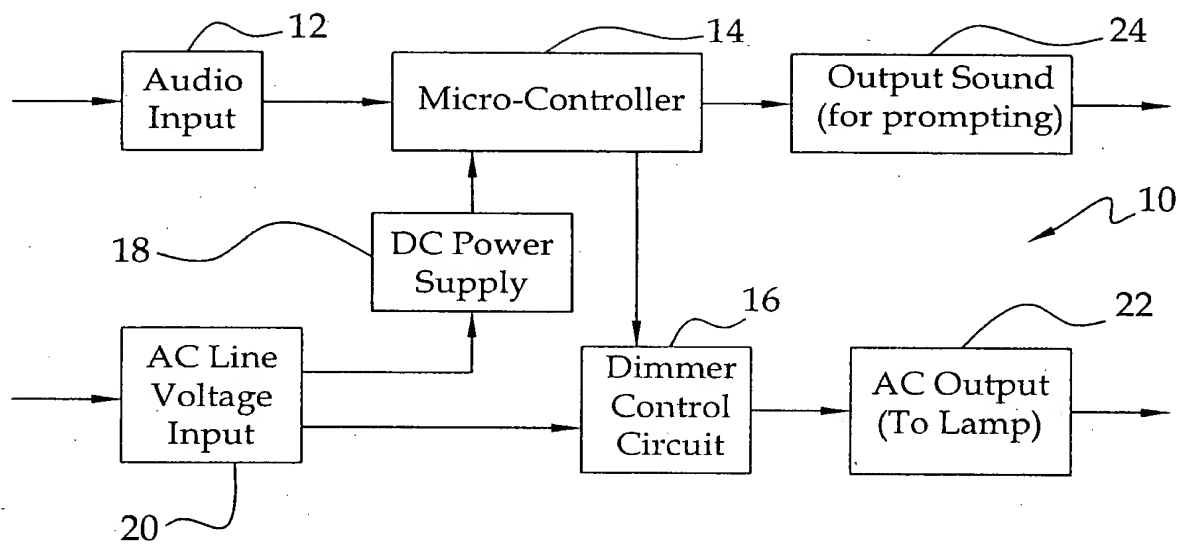 12
14
24
Audio
Input
Micro-Controller
Output Sound
(for prompting)
10
18
DC Power
Supply
16
22
AC Line
Voltage
Input
Dimmer
Control
Circuit
AC Output
(To Lamp)
20